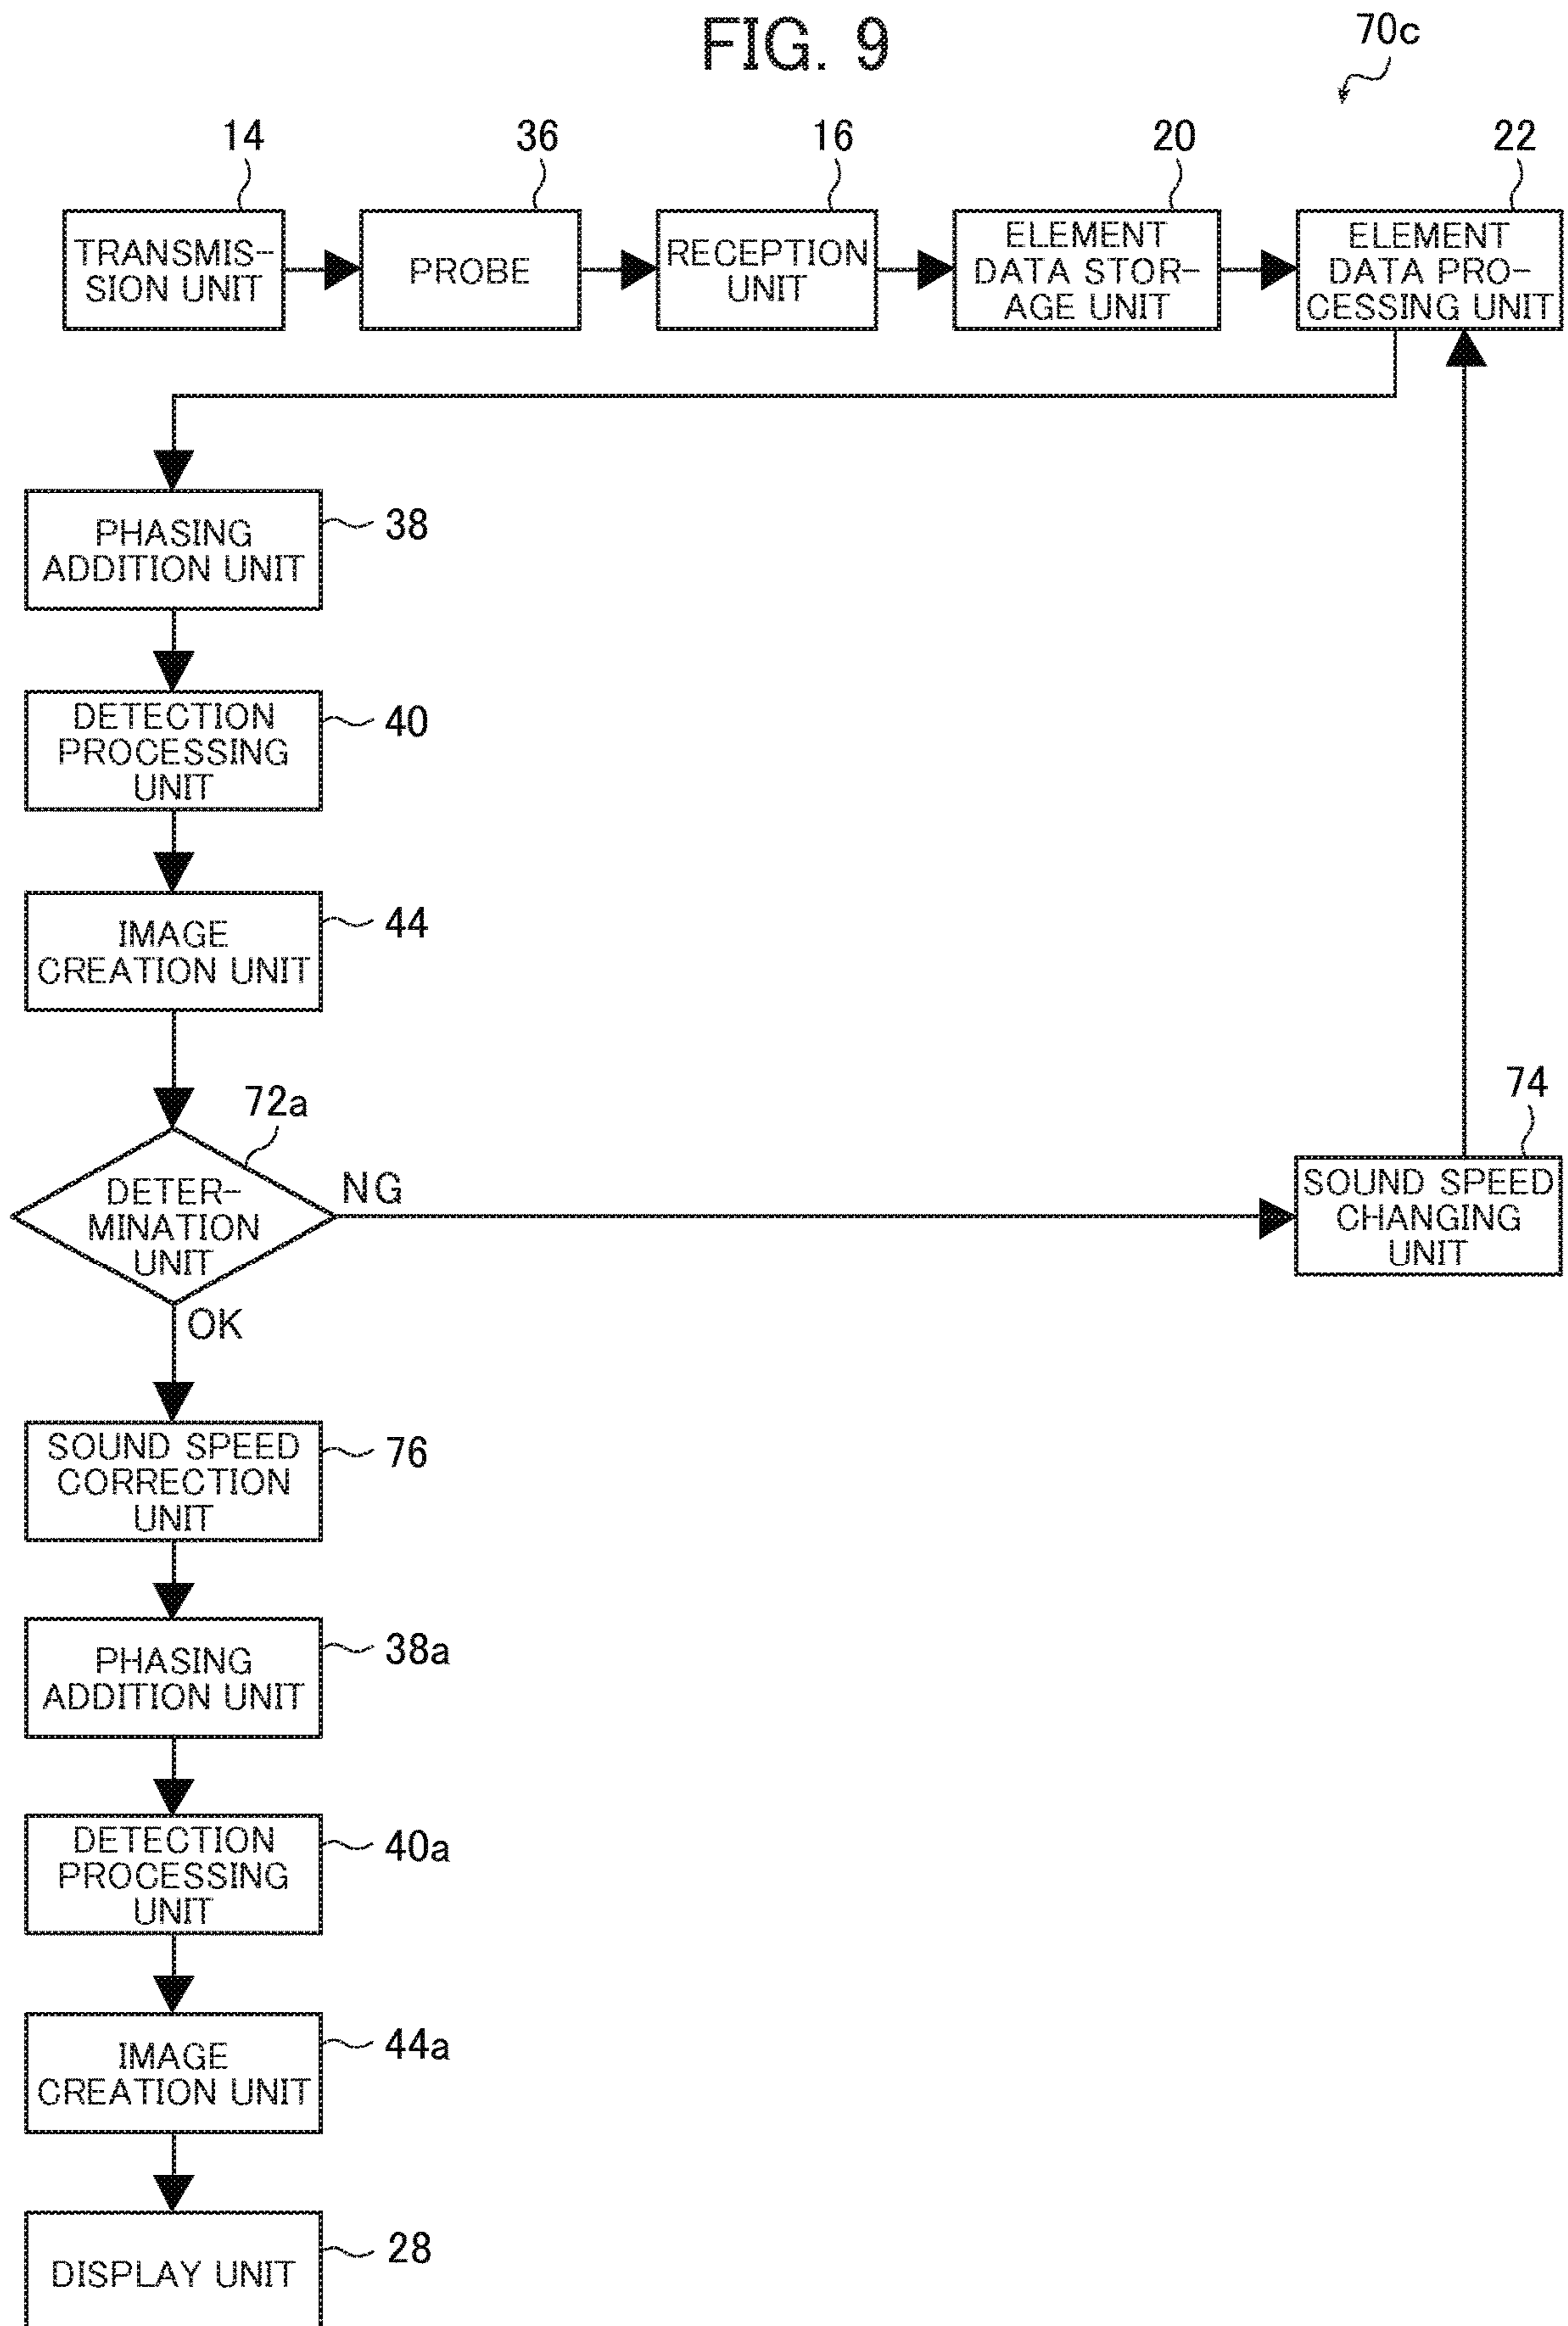 FIG. 9
70c
14
36
16
20
22
TRANSMIS-
SION UNIT
PROBE
RECEPTION
UNIT
ELEMENT
DATA STOR-
AGE UNIT
ELEMENT
DATA PRO-
CESSING UNIT
PHASING
ADDITION UNIT
38
DETECTION
PROCESSING
UNIT
40
IMAGE
CREATION UNIT
44
72a
DETER-
MINATION
UNIT
NG
OK
74
SOUND SPEED
CHANGING
UNIT
SOUND SPEED
CORRECTION
UNIT
76
PHASING
ADDITION UNIT
38a
DETECTION
PROCESSING
UNIT
40a
IMAGE
CREATION UNIT
44a
DISPLAY UNIT
28